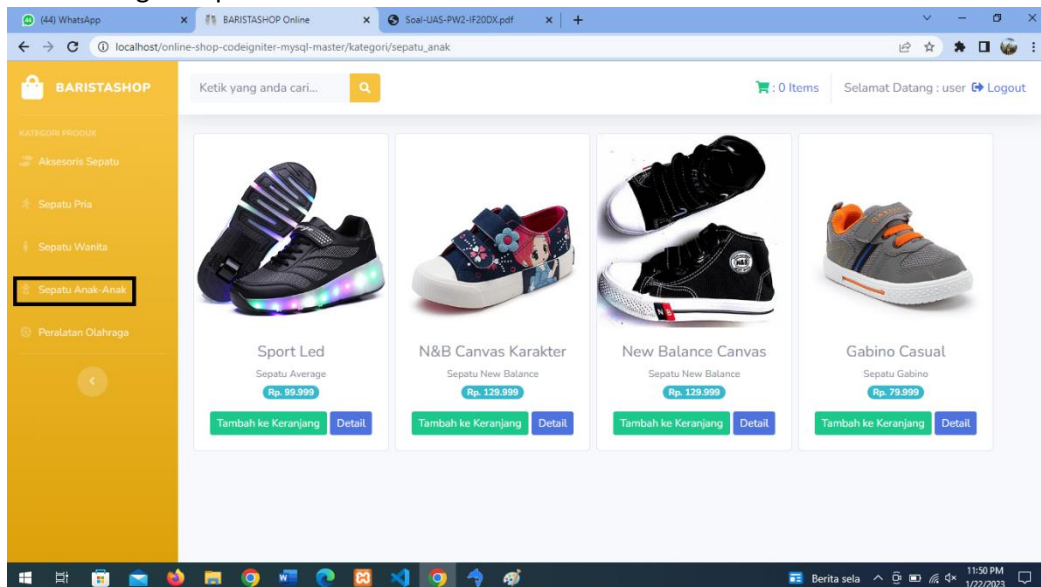 (44) WhatsApp
BARISTASHOP Online
Soal-UAS-PW2-IF20DX.pdf
localhost/online-shop-codeigniter-mysql-master/kategori/sepatu_anak
BARISTASHOP
Ketik yang anda cari...
: 0 Items
Selamat Datang : user
Logout
KATEGORI PRODUK
Aksesoris Sepatu
Sepatu Pria
Sepatu Wanita
Sepatu Anak-Anak
Peralatan Olahraga
Sport Led
Sepatu Average
Rp. 99.999
Tambah ke Keranjang
Detail
N&B Canvas Karakter
Sepatu New Balance
Rp. 129.999
Tambah ke Keranjang
Detail
New Balance Canvas
Sepatu New Balance
Rp. 129.999
Tambah ke Keranjang
Detail
Gabino Casual
Sepatu Gabino
Rp. 79.999
Tambah ke Keranjang
Detail
Berita sela
11:50 PM
1/22/2023